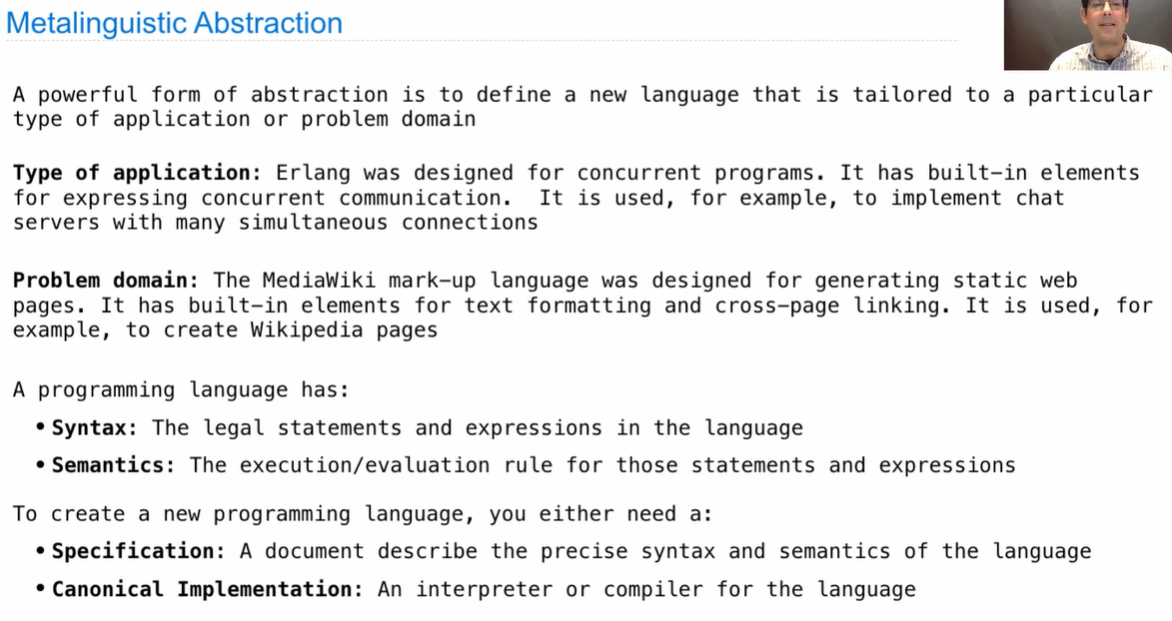 Metalinguistic Abstraction
A powerful form of abstraction is to define a new language that is tailored to a particular
type of application or problem domain
Type of application: Erlang was designed for concurrent programs. It has built-in elements
for expressing concurrent communication.  It is used, for example, to implement chat
servers with many simultaneous connections
Problem domain: The MediaWiki mark-up language was designed for generating static web
pages. It has built-in elements for text formatting and cross-page linking. It is used, for
example, to create Wikipedia pages
A programming language has:
• Syntax: The legal statements and expressions in the language
• Semantics: The execution/evaluation rule for those statements and expressions
To create a new programming language, you either need a:
• Specification: A document describe the precise syntax and semantics of the language
• Canonical Implementation: An interpreter or compiler for the language